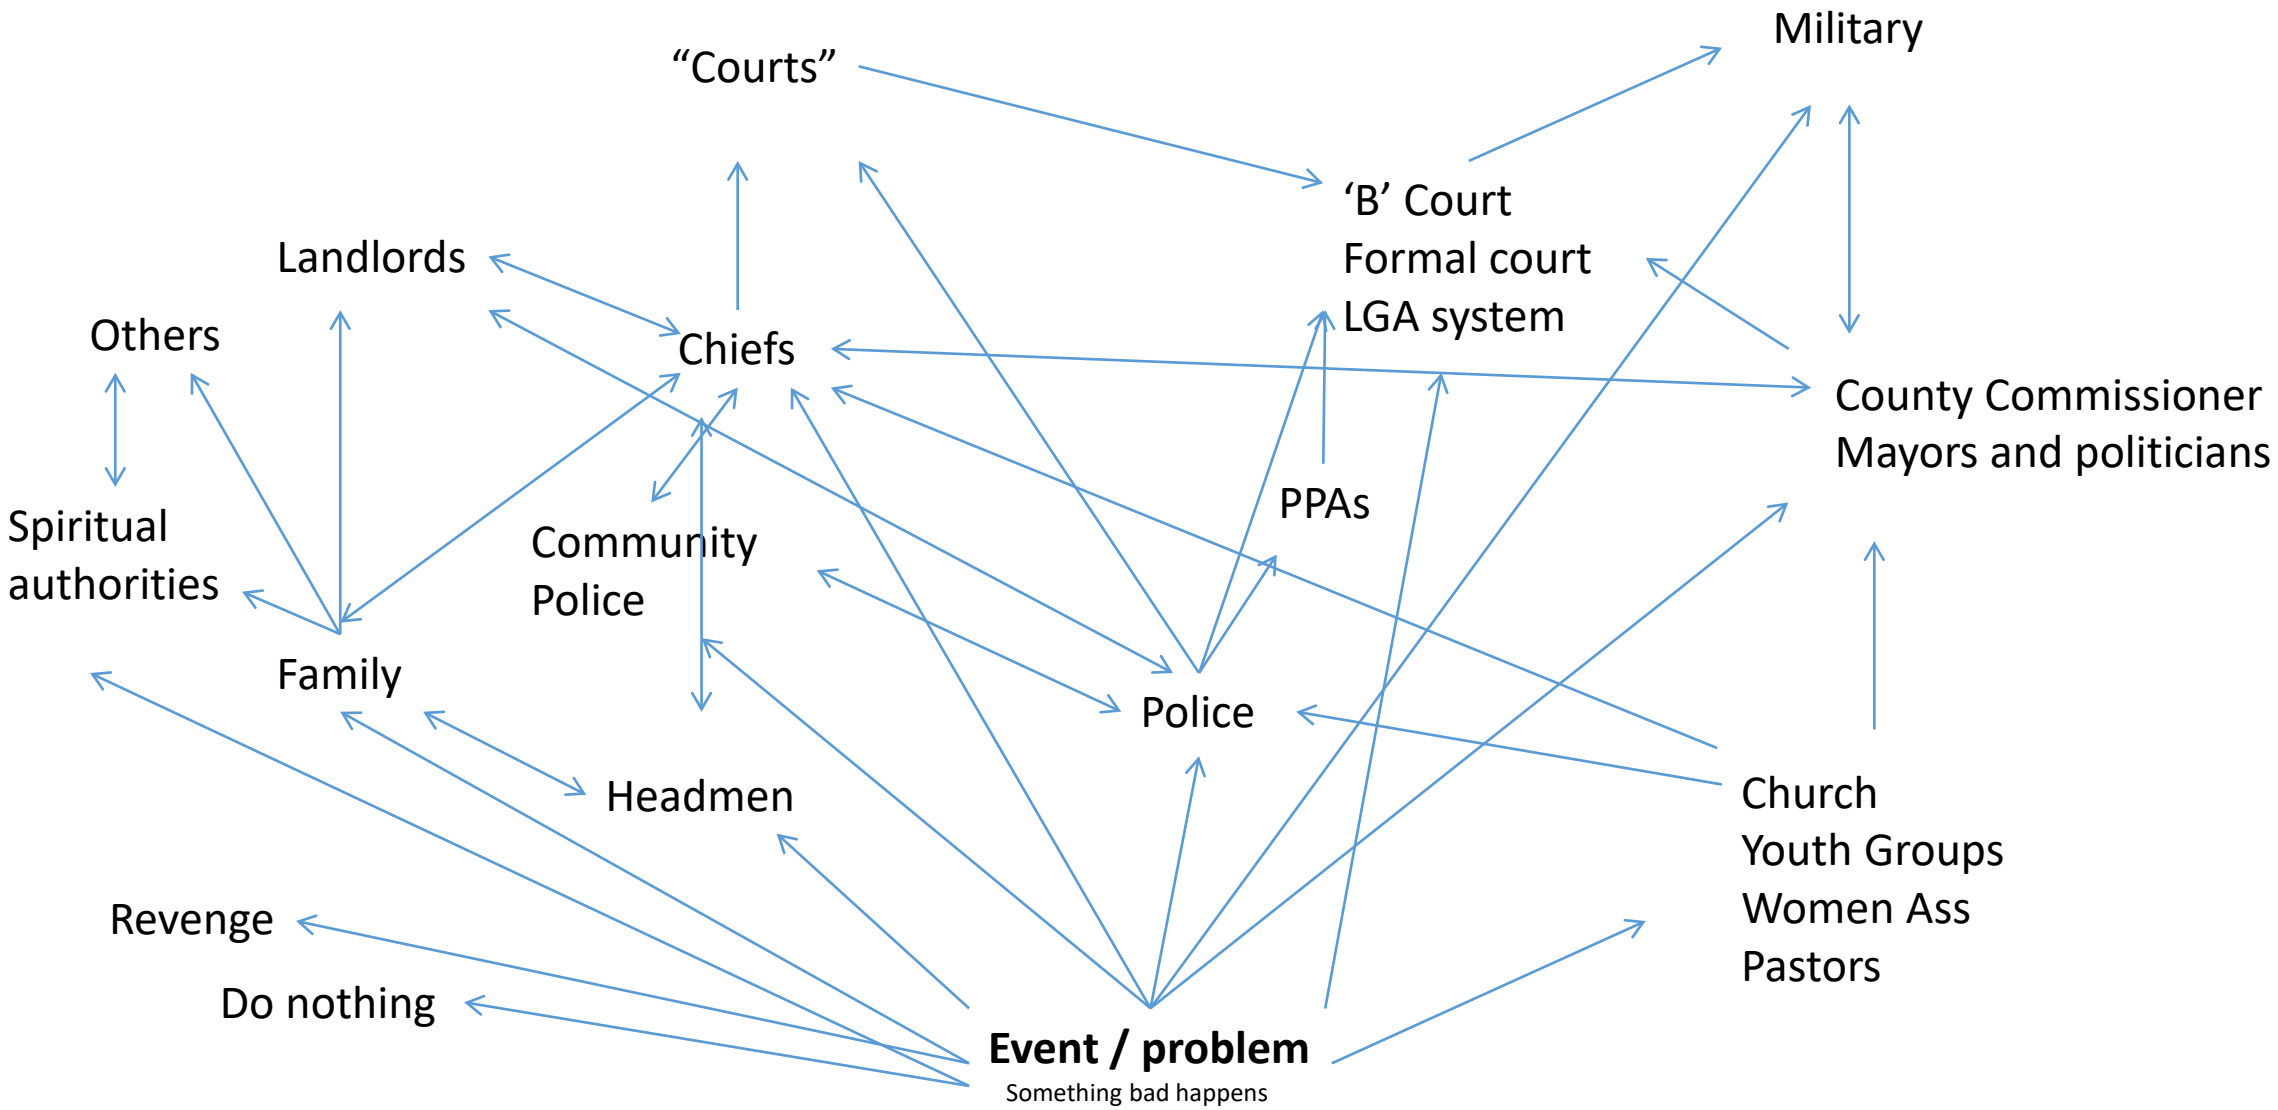 Military
“Courts”
‘B’ Court
Formal court
LGA system
Landlords
Others
Chiefs
County Commissioner
Mayors and politicians
PPAs
Spiritual
authorities
Community
Police
Family
Police
Headmen
Church
Youth Groups
Women Ass
Pastors
Revenge
Do nothing
Event / problem
Something bad happens